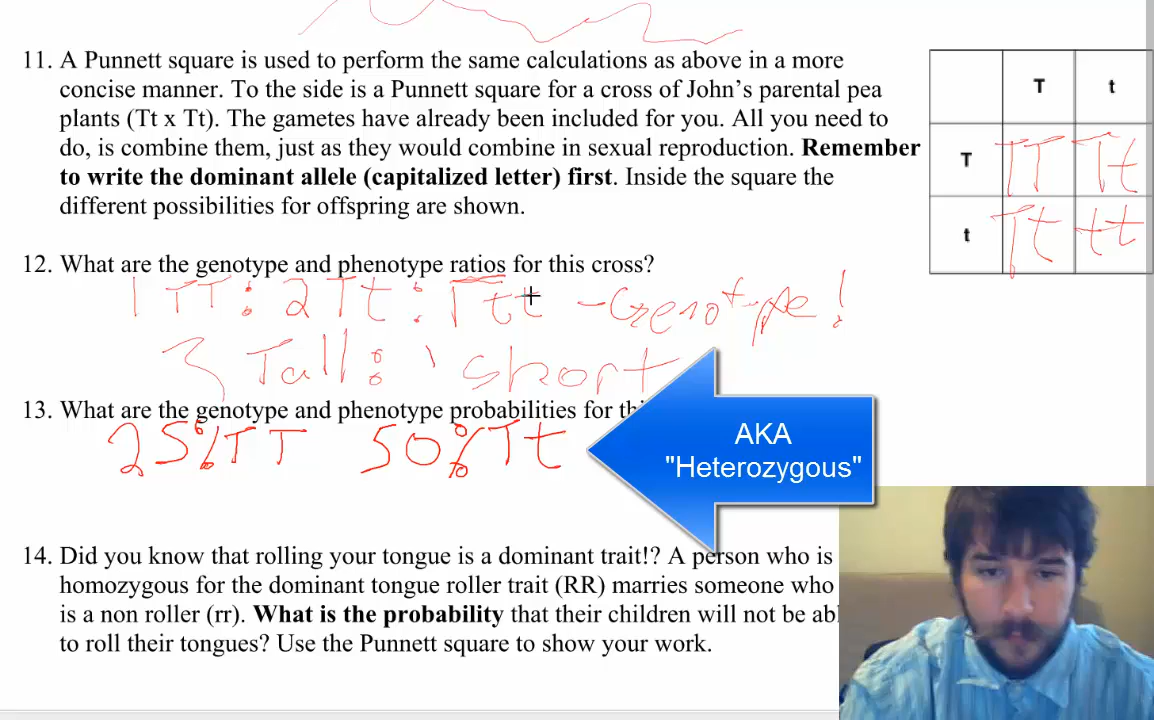 11. A Punnett square is used to perform the same calculations as above in a more
concise manner. To the side is a Punnett square for a cross of John's parental pea
plants (Tt x Tt). The gametes have already been included for you. All you need to
do, is combine them, just as they would combine in sexual reproduction. Remember
to write the dominant allele (capitalized letter) first. Inside the square the
different possibilities for offspring are shown.
T t
T TT Tt
t Tt tt
12. What are the genotype and phenotype ratios for this cross?
1 TT : 2 Tt : 1 tt - Genotype!
3 Tall : 1 short
13. What are the genotype and phenotype probabilities for
25% TT 50% Tt
AKA
"Heterozygous"
14. Did you know that rolling your tongue is a dominant trait!? A person who is
homozygous for the dominant tongue roller trait (RR) marries someone who
is a non roller (rr). What is the probability that their children will not be
to roll their tongues? Use the Punnett square to show your work.